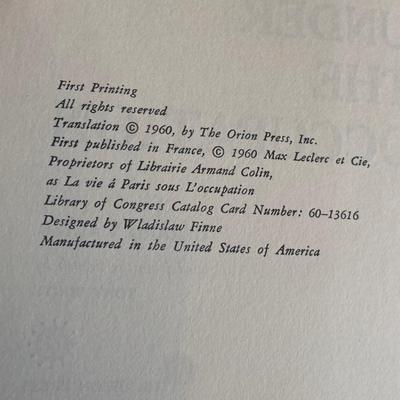 First Printing
All rights reserved
Translation © 1960, by The Orion Press, Inc.
First published in France, © 1960 Max Leclerc et Cie,
Proprietors of Librairie Armand Colin,
as La vie á Paris sous L'occupation
Library of Congress Catalog Card Number: 60–13616
Designed by Wladislaw Finne
Manufactured in the United States of America
UNDER
THE